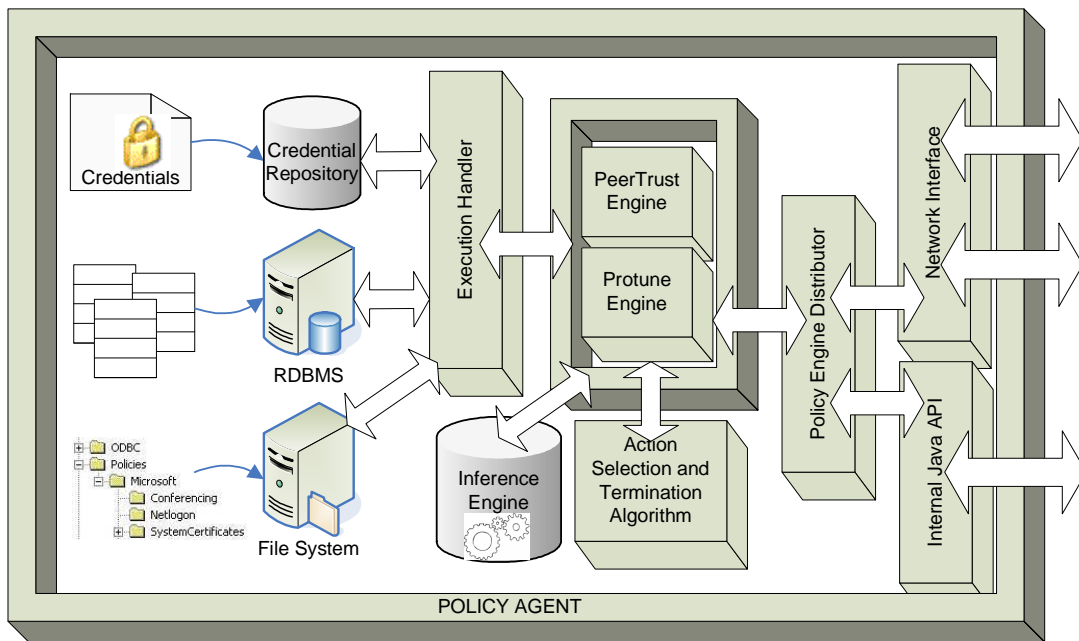 Credentials
Credential
Repository
RDBMS
ODBC
Policies
Microsoft
Conferencing
Netlogon
SystemCertificates
File System
Execution Handler
PeerTrust
Engine
Protune
Engine
Inference
Engine
Action
Selection and
Termination
Algorithm
Policy Engine Distributor
Network Interface
Internal Java API
POLICY AGENT